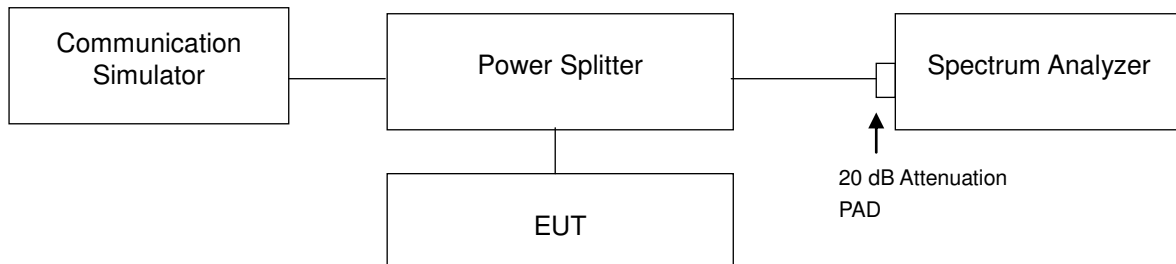 Communication
Simulator
Power Splitter
Spectrum Analyzer
20 dB Attenuation
PAD
EUT